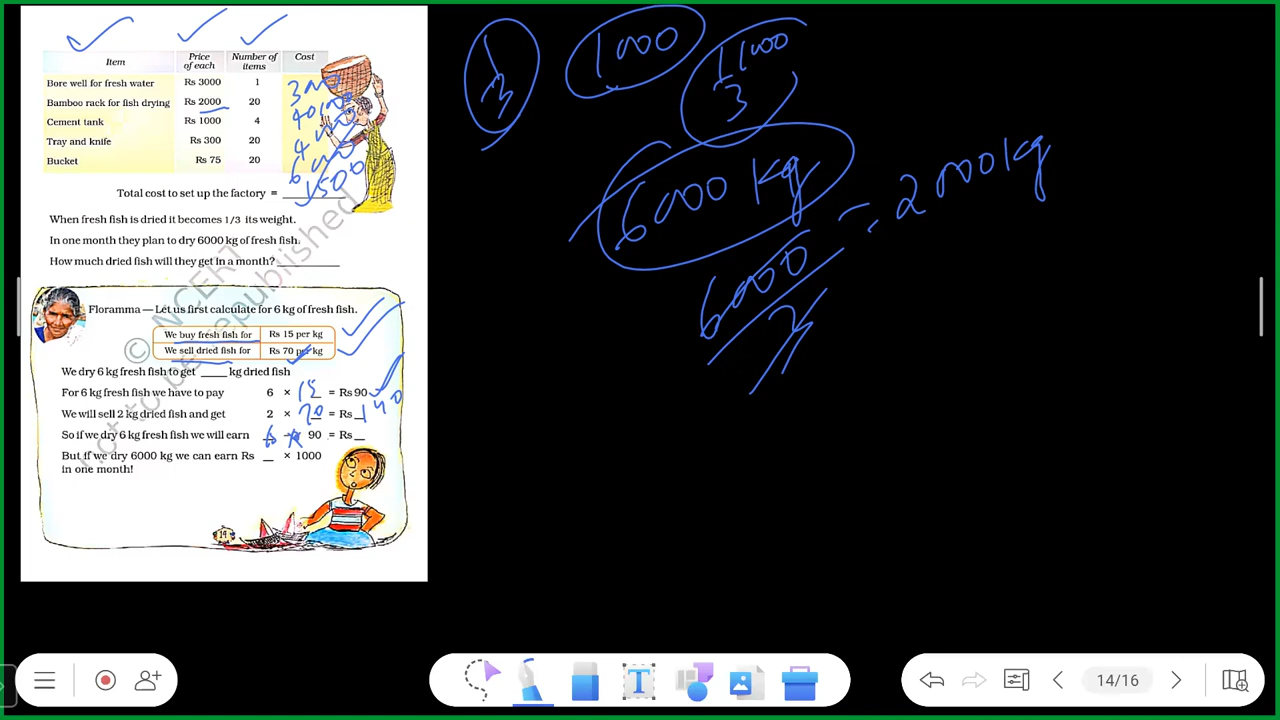 Item Price of each Number of items Cost
Bore well for fresh water Rs 3000 1 3000
Bamboo rack for fish drying Rs 2000 20 40000
Cement tank Rs 1000 4 4000
Tray and knife Rs 300 20 6000
Bucket Rs 75 20 1500
Total cost to set up the factory = ______
When fresh fish is dried it becomes 1/3 its weight.
In one month they plan to dry 6000 kg of fresh fish.
How much dried fish will they get in a month? ______
Floramma — Let us first calculate for 6 kg of fresh fish.
We buy fresh fish for Rs 15 per kg
We sell dried fish for Rs 70 per kg
We dry 6 kg fresh fish to get ____ kg dried fish
For 6 kg fresh fish we have to pay 6 × 15 = Rs 90
We will sell 2 kg dried fish and get 2 × 70 = Rs 140
So if we dry 6 kg fresh fish we will earn 90 = Rs __
But if we dry 6000 kg we can earn Rs __ × 1000
in one month!
19
© NCERT
not to be republished
1
3
1000
1000
3
6000 kg
6000
3
= 2000 kg
14/16
T